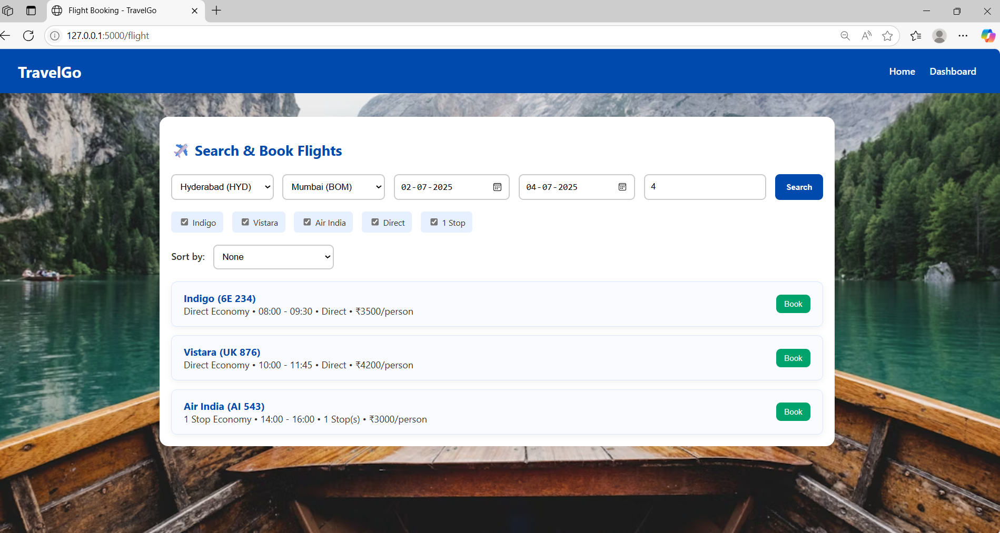 Flight Booking - TravelGo
127.0.0.1:5000/flight
TravelGo
Home Dashboard
Search & Book Flights
Hyderabad (HYD) Mumbai (BOM) 02-07-2025 04-07-2025 4 Search
Indigo Vistara Air India Direct 1 Stop
Sort by: None
Indigo (6E 234)
Direct Economy • 08:00 - 09:30 • Direct • ₹3500/person
Book
Vistara (UK 876)
Direct Economy • 10:00 - 11:45 • Direct • ₹4200/person
Book
Air India (AI 543)
1 Stop Economy • 14:00 - 16:00 • 1 Stop(s) • ₹3000/person
Book